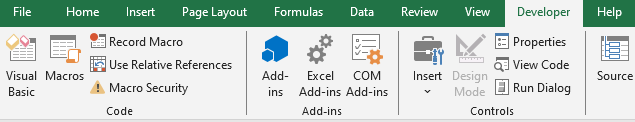 File Home Insert Page Layout Formulas Data Review View Developer Help
Visual Basic
Macros
Record Macro
Use Relative References
Macro Security
Code
Add-ins
Excel Add-ins
COM Add-ins
Add-ins
Insert
Design Mode
Properties
View Code
Run Dialog
Controls
Source